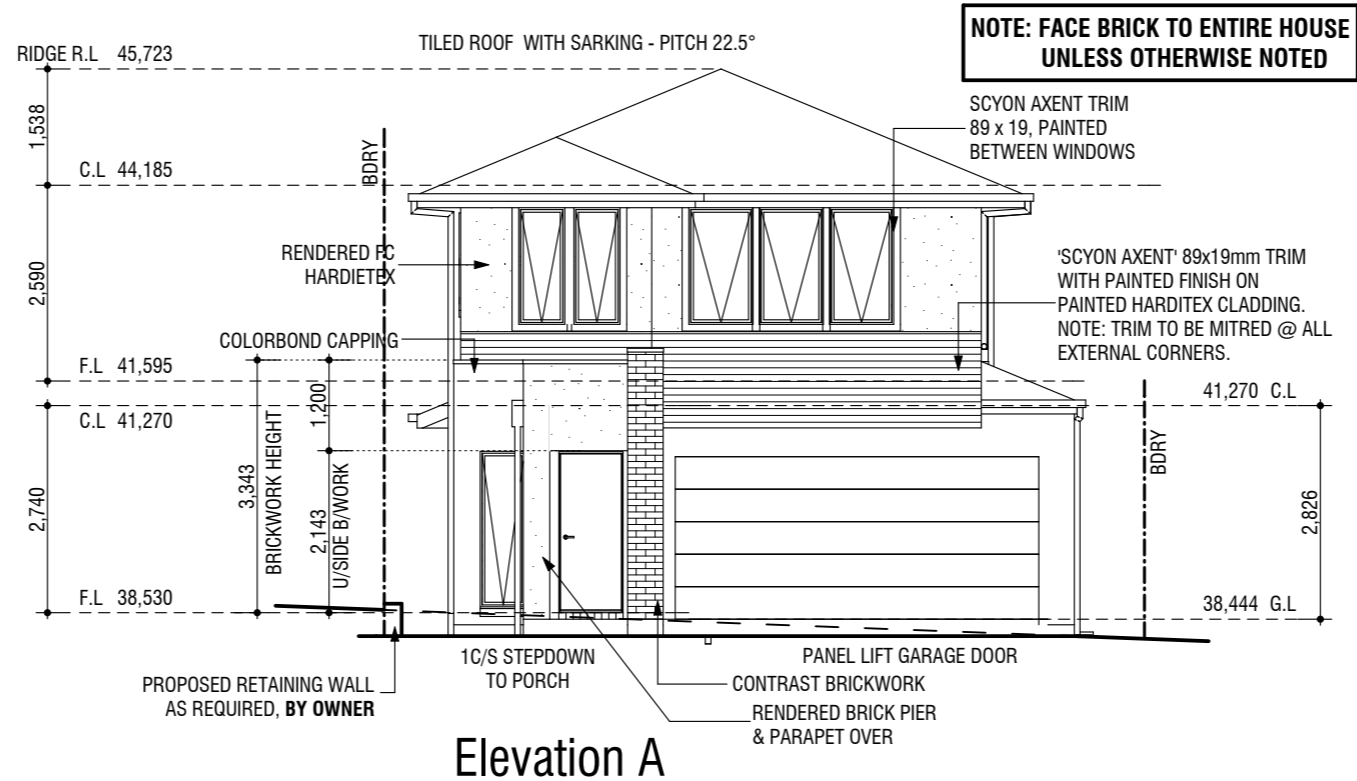 NOTE: FACE BRICK TO ENTIRE HOUSE
UNLESS OTHERWISE NOTED
RIDGE R.L 45,723
TILED ROOF WITH SARKING - PITCH 22.5°
SCYON AXENT TRIM
89 x 19, PAINTED
BETWEEN WINDOWS
1,538
BDRY
C.L 44,185
RENDERED FC
HARDIETEX
2,590
'SCYON AXENT' 89x19mm TRIM
WITH PAINTED FINISH ON
PAINTED HARDITEX CLADDING.
NOTE: TRIM TO BE MITRED @ ALL
EXTERNAL CORNERS.
COLORBOND CAPPING
F.L 41,595
1,200
41,270 C.L
C.L 41,270
BDRY
2,740
3,343
BRICKWORK HEIGHT
2,143
U/SIDE B/WORK
2,826
F.L 38,530
38,444 G.L
1C/S STEPDOWN
TO PORCH
PANEL LIFT GARAGE DOOR
PROPOSED RETAINING WALL
AS REQUIRED, BY OWNER
CONTRAST BRICKWORK
RENDERED BRICK PIER
& PARAPET OVER
Elevation A